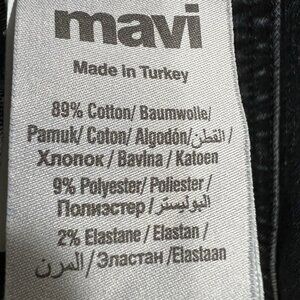 mavi
Made in Turkey
89% Cotton/ Baumwolle/
Pamuk/ Coton/ Algodón/القطن/
Хлопок / Bavlna / Katoen
9% Polyester/ Poliester /
Полиэстер/البوليستر/
2% Elastane/ Elastan /
المرن/ Эластан /Elastaan